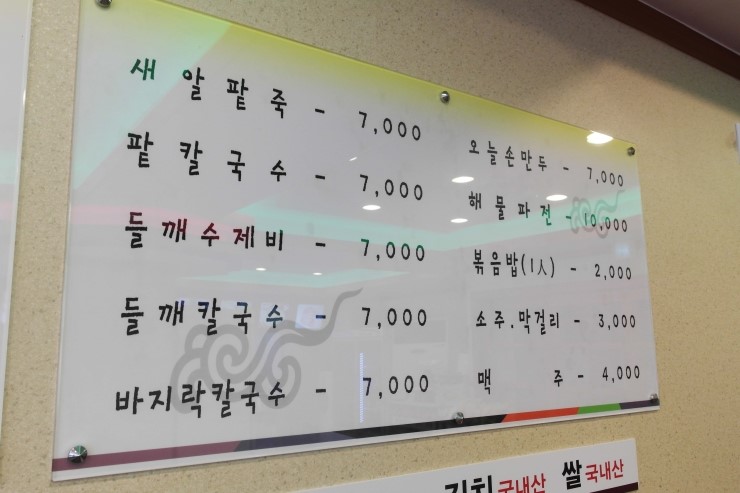 새알팥죽 - 7,000
팥칼국수 - 7,000
들깨수제비 - 7,000
들깨칼국수 - 7,000
바지락칼국수 - 7,000
오늘손만두 - 7,000
해물파전 - 10,000
볶음밥(1人) - 2,000
소주.막걸리 - 3,000
맥주 - 4,000
김치 국내산 쌀 국내산